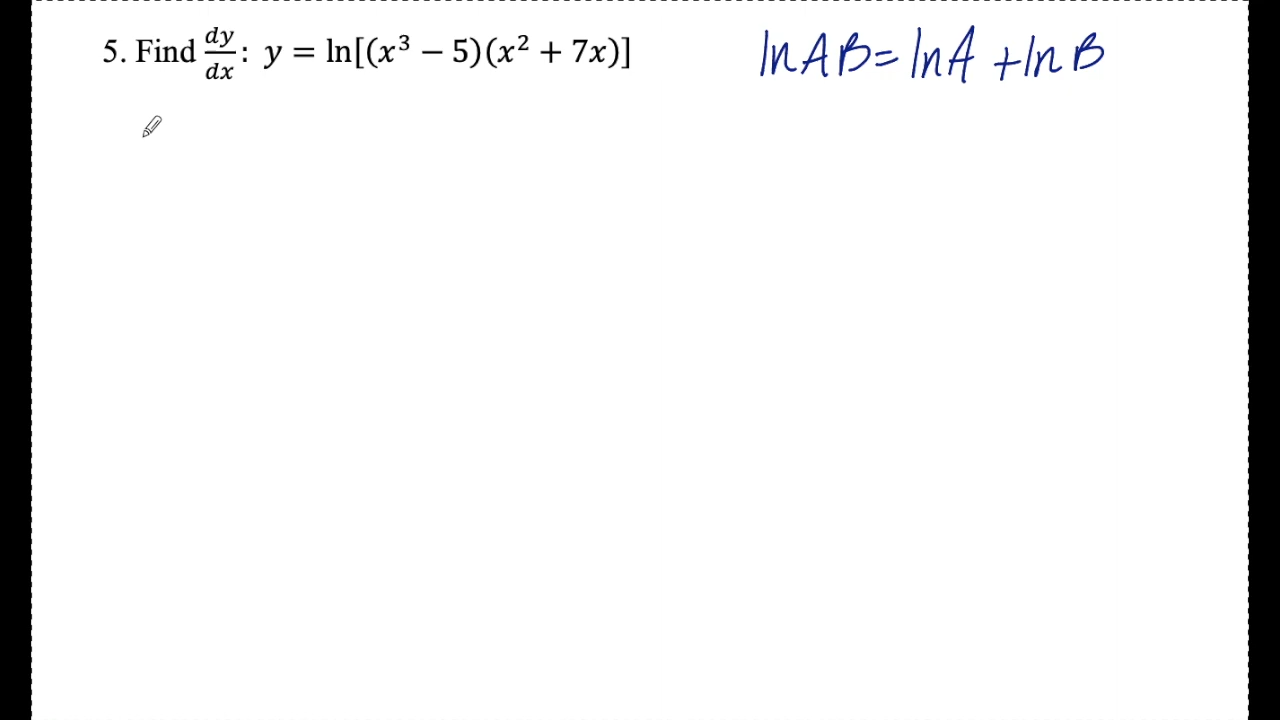 5. Find dy/dx: y = ln[(x³ − 5)(x² + 7x)]
lnAB = lnA + lnB